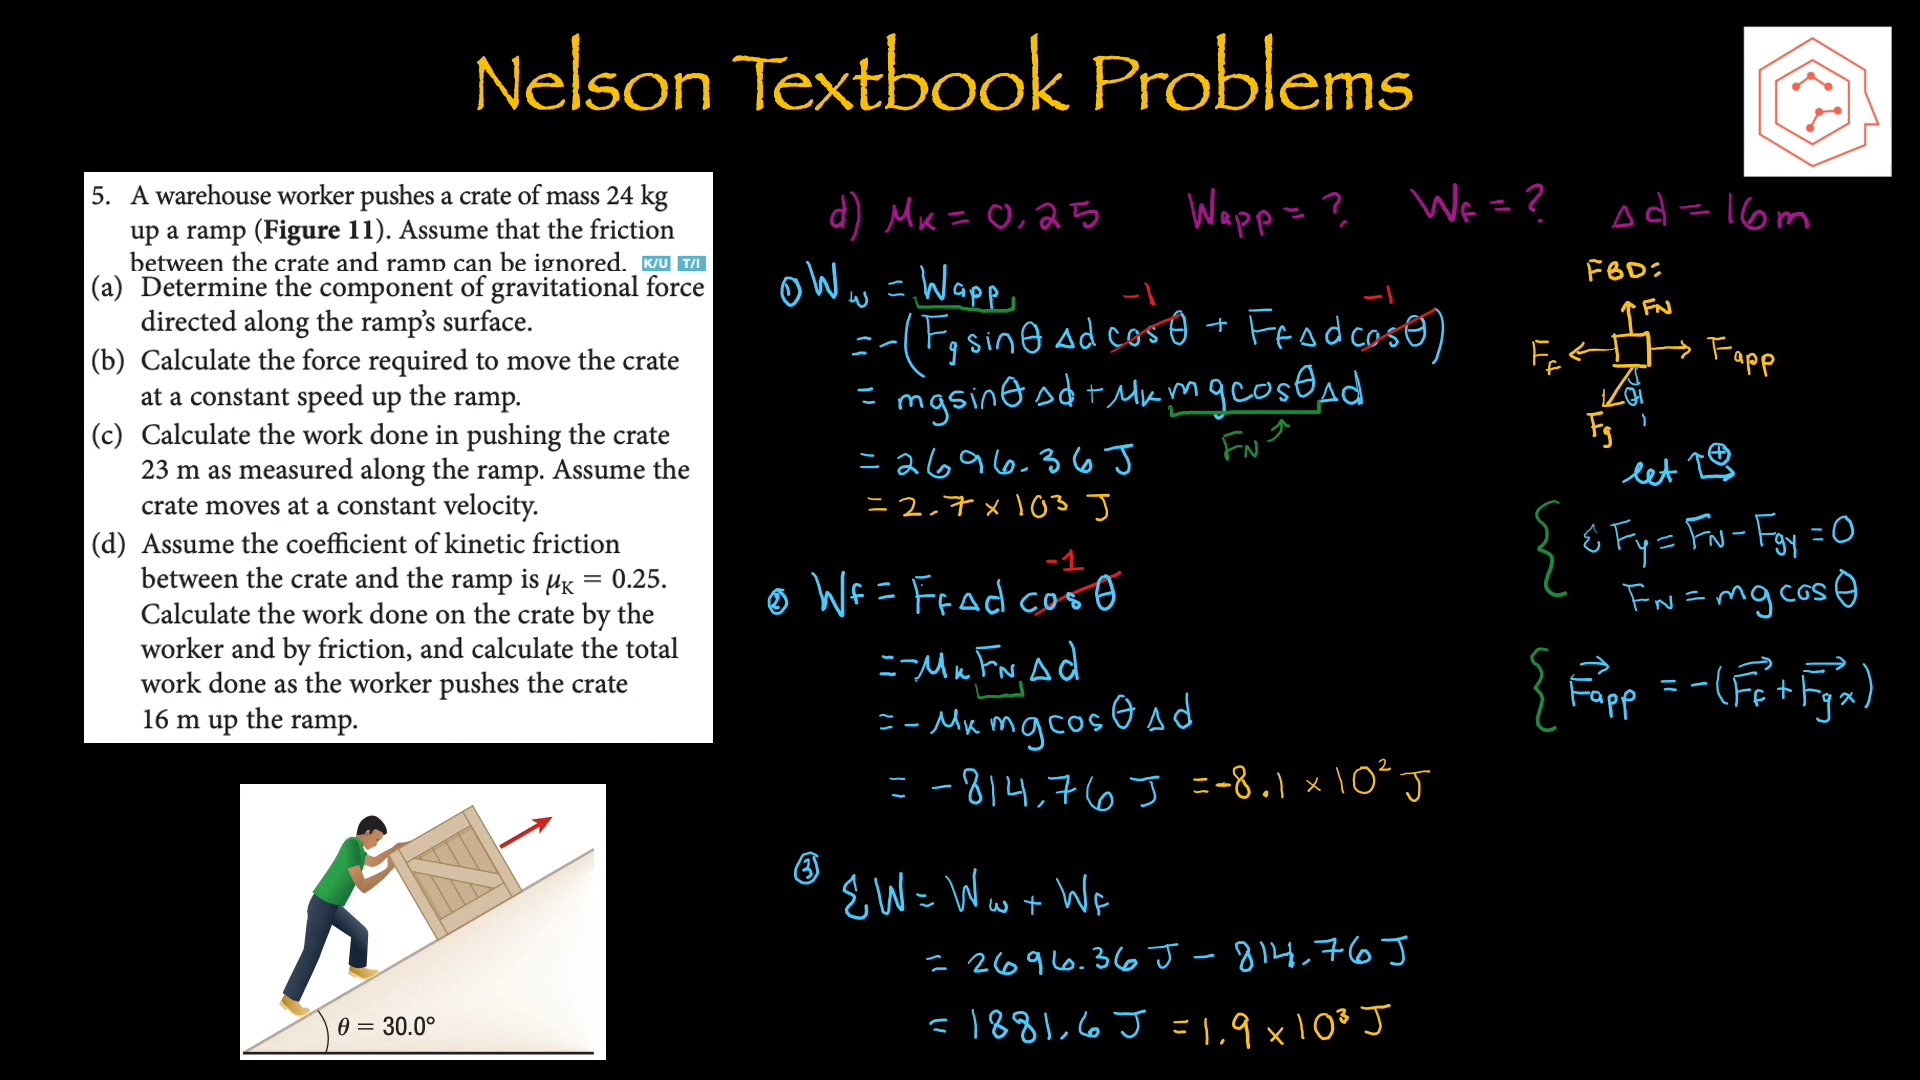 Nelson Textbook Problems
5. A warehouse worker pushes a crate of mass 24 kg
up a ramp (Figure 11). Assume that the friction
between the crate and ramp can be ignored. K/U T/I
(a) Determine the component of gravitational force
directed along the ramp's surface.
(b) Calculate the force required to move the crate
at a constant speed up the ramp.
(c) Calculate the work done in pushing the crate
23 m as measured along the ramp. Assume the
crate moves at a constant velocity.
(d) Assume the coefficient of kinetic friction
between the crate and the ramp is μK = 0.25.
Calculate the work done on the crate by the
worker and by friction, and calculate the total
work done as the worker pushes the crate
16 m up the ramp.
θ = 30.0°
d) μK = 0.25 Wapp = ? Wf = ? Δd = 16m
① Ww = Wapp
-1 -1
= -(Fg sinθ Δd cosθ + Ff Δd cosθ)
= mgsinθ Δd + μK mgcosθ Δd
FN
= 2696.36 J
= 2.7 × 10³ J
-1
② Wf = Ff Δd cosθ
= -μK FN Δd
= -μK mgcosθ Δd
= -814.76 J = -8.1 × 10² J
③
ΣW = Ww + Wf
= 2696.36 J - 814.76 J
= 1881.6 J = 1.9 × 10³ J
FBD:
FN
Ff Fapp
θ
Fg
let +
ΣFy = FN - Fgy = 0
FN = mgcosθ
Fapp = -(Ff + Fgx)